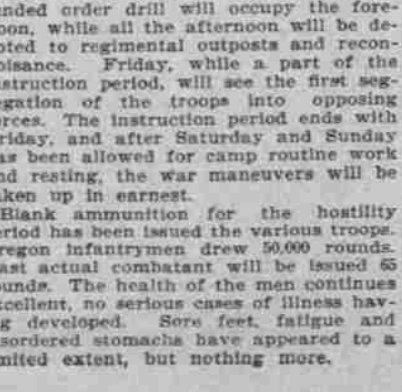 nded order drill will occupy the fore-
oon, while all the afternoon will be de-
oted to regimental outposts and recon-
oisance. Friday, while a part of the
struction period, will see the first seg-
egation of the troops into opposing
orces. The instruction period ends with
riday, and after Saturday and Sunday
as been allowed for camp routine work
nd resting, the war maneuvers will be
aken up in earnest.
Blank ammunition for the hostility
eriod has been issued the various troops.
regon infantrymen drew 50,000 rounds.
ast actual combatant will be issued 65
ounds. The health of the men continues
xcellent, no serious cases of illness hav-
g developed. Sore feet, fatigue and
sordered stomachs have appeared to a
mited extent, but nothing more.